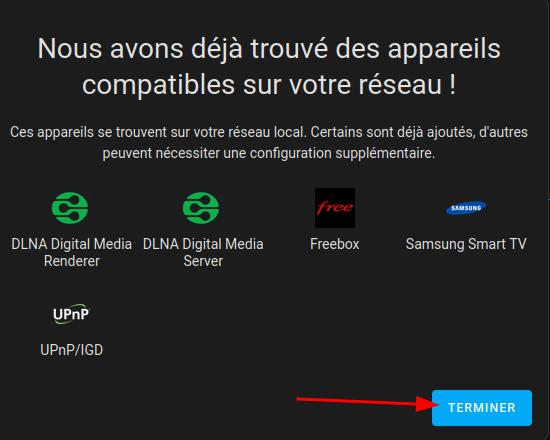 Nous avons déjà trouvé des appareils
compatibles sur votre réseau !
Ces appareils se trouvent sur votre réseau local. Certains sont déjà ajoutés, d'autres
peuvent nécessiter une configuration supplémentaire.
free
SAMSUNG
DLNA Digital Media
Renderer
DLNA Digital Media
Server
Freebox
Samsung Smart TV
UPnP
UPnP/IGD
TERMINER